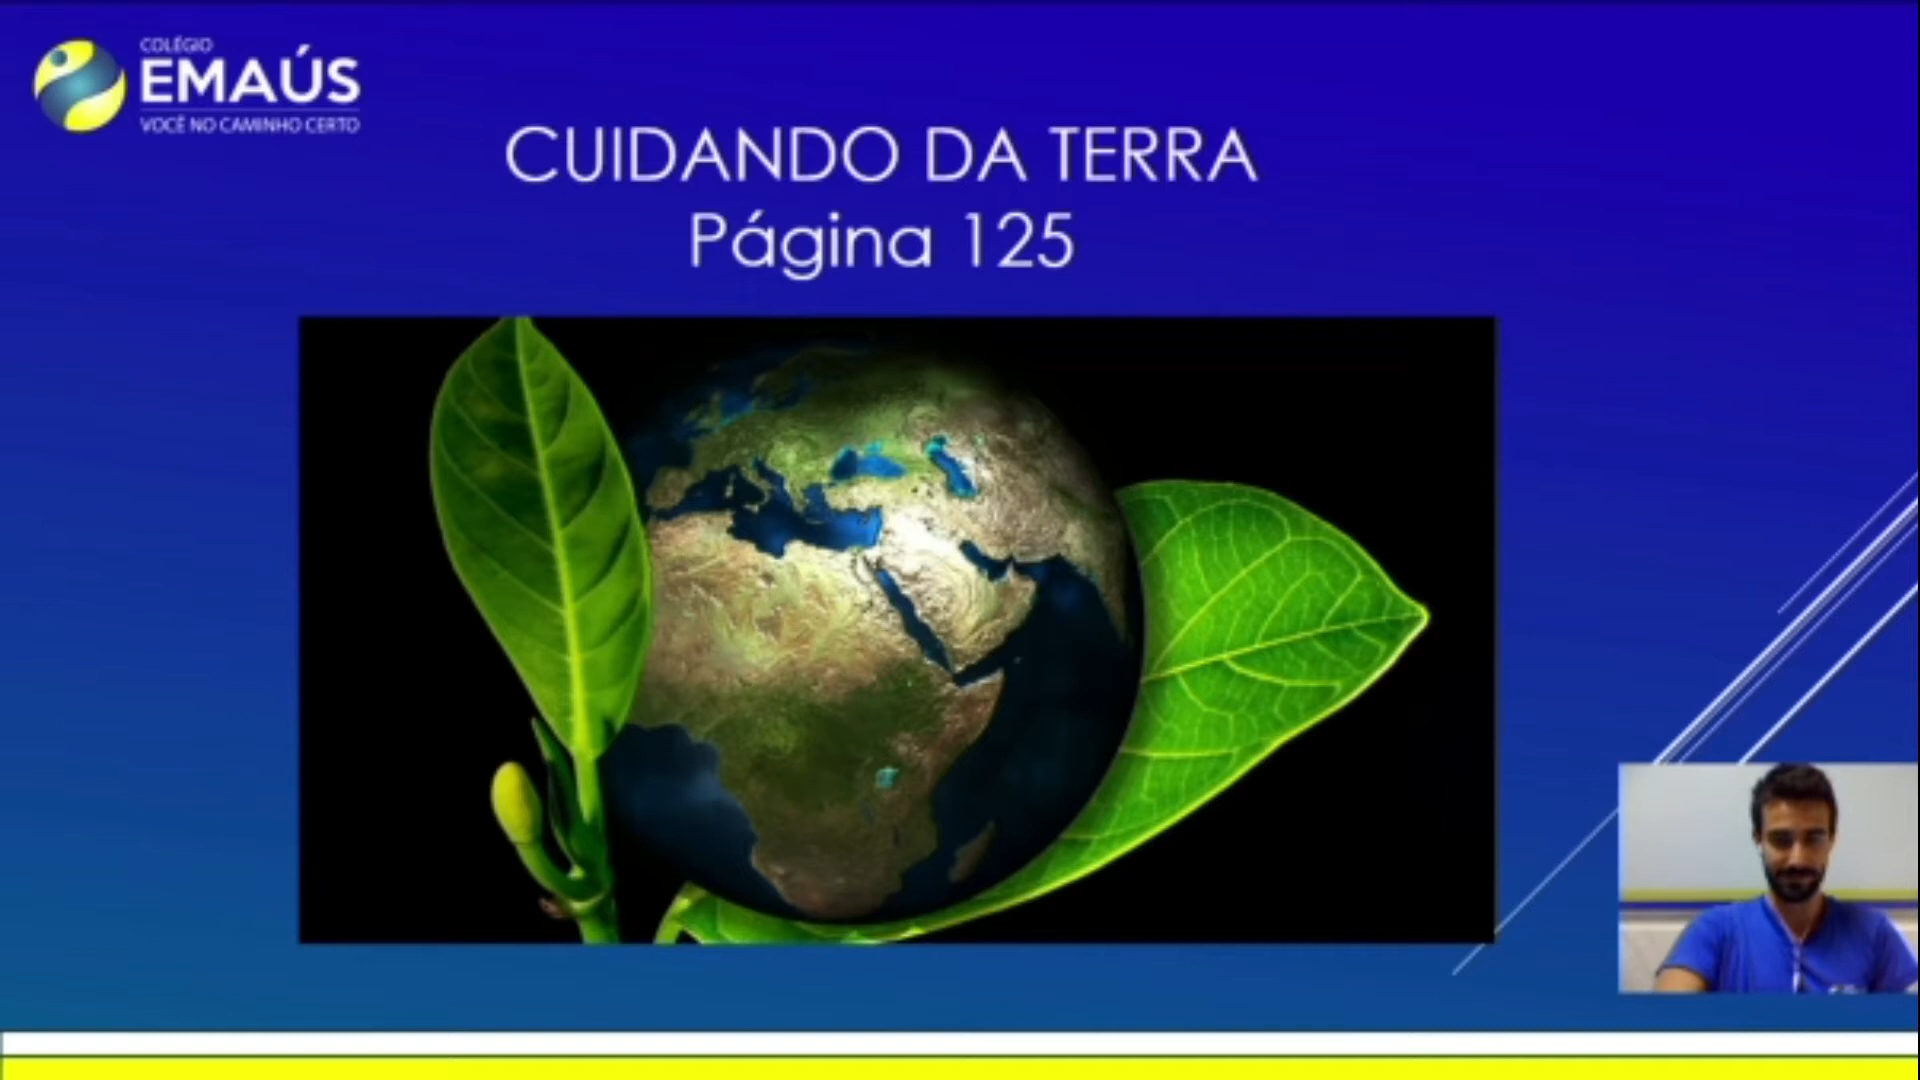 COLÉGIO
EMAÚS
VOCÊ NO CAMINHO CERTO
CUIDANDO DA TERRA
Página 125